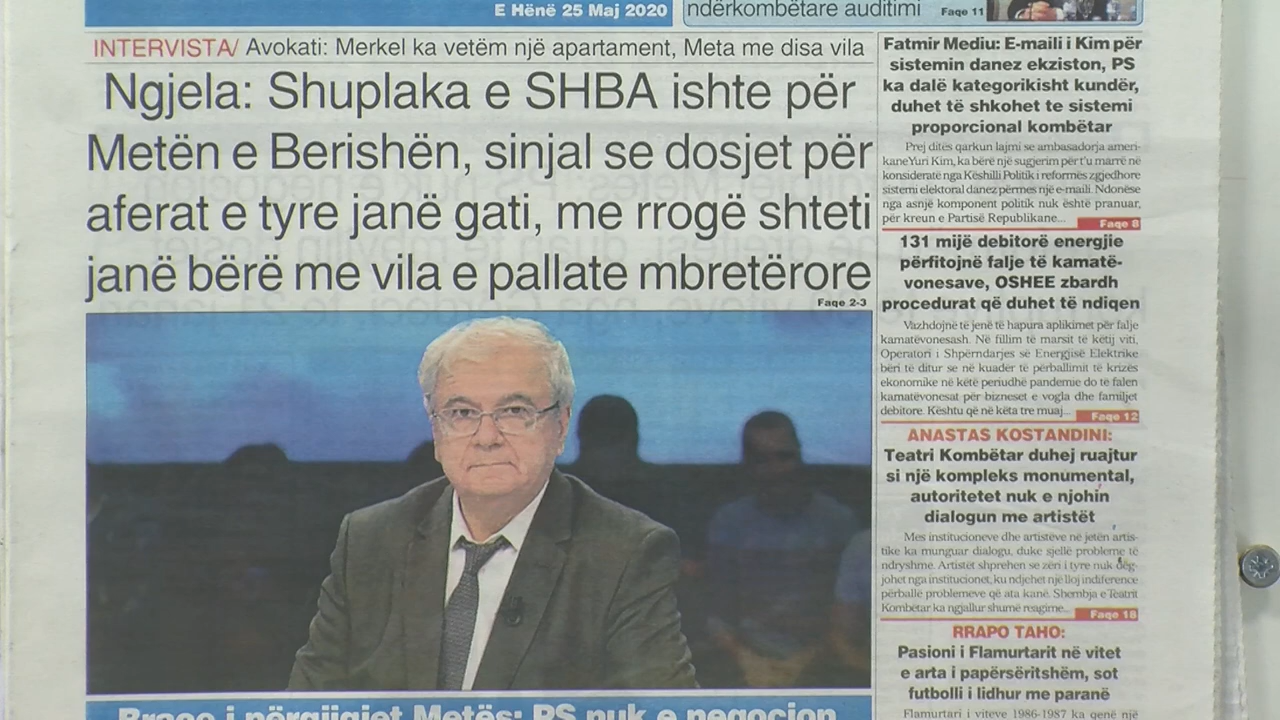 E Hënë 25 Maj 2020
ndërkombëtare auditimi Faqe 11
INTERVISTA/ Avokati: Merkel ka vetëm një apartament, Meta me disa vila
Ngjela: Shuplaka e SHBA ishte për
Metën e Berishën, sinjal se dosjet për
aferat e tyre janë gati, me rrogë shteti
janë bërë me vila e pallate mbretërore
Faqe 2-3
Fatmir Mediu: E-maili i Kim për
sistemin danez ekziston, PS
ka dalë kategorikisht kundër,
duhet të shkohet te sistemi
proporcional kombëtar
Prej ditës qarkun lajmi se ambasadorja ameri-
kaneYuri Kim, ka bërë një sugjerim për t'u marrë në
konsideratë nga Këshilli Politik i reformës zgjedhore
sistemi elektoral danez përmes një e-maili. Ndonëse
nga asnjë komponent politik nuk është pranuar,
për kreun e Partisë Republikane... Faqe 8
131 mijë debitorë energjie
përfitojnë falje të kamatë-
vonesave, OSHEE zbardh
procedurat që duhet të ndiqen
Vazhdojnë të jenë të hapura aplikimet për falje
kamatëvonesash. Në fillim të marsit të këtij viti,
Operatori i Shpërndarjes së Energjisë Elektrike
bëri të ditur se në kuadër të përballimit të krizës
ekonomike në këtë periudhë pandemie do të falen
kamatëvonesat për bizneset e vogla dhe familjet
debitore. Kështu që në këta tre muaj... Faqe 12
ANASTAS KOSTANDINI:
Teatri Kombëtar duhej ruajtur
si një kompleks monumental,
autoritetet nuk e njohin
dialogun me artistët
Mes institucioneve dhe artistëve në jetën artis-
tike ka munguar dialogu, duke sjellë probleme të
ndryshme. Artistët shprehen se zëri i tyre nuk dëg-
johet nga institucionet, ku ndjehet një lloj indiference
përballë problemeve që ata kanë. Shembja e Teatrit
Kombëtar ka ngjallur shumë reagime... Faqe 18
RRAPO TAHO:
Pasioni i Flamurtarit në vitet
e arta i papërsëritshëm, sot
futbolli i lidhur me paranë
Flamurtari i viteve 1986-1987 ka qenë një
Braçe i përgjigjet Metës: PS nuk e negocion